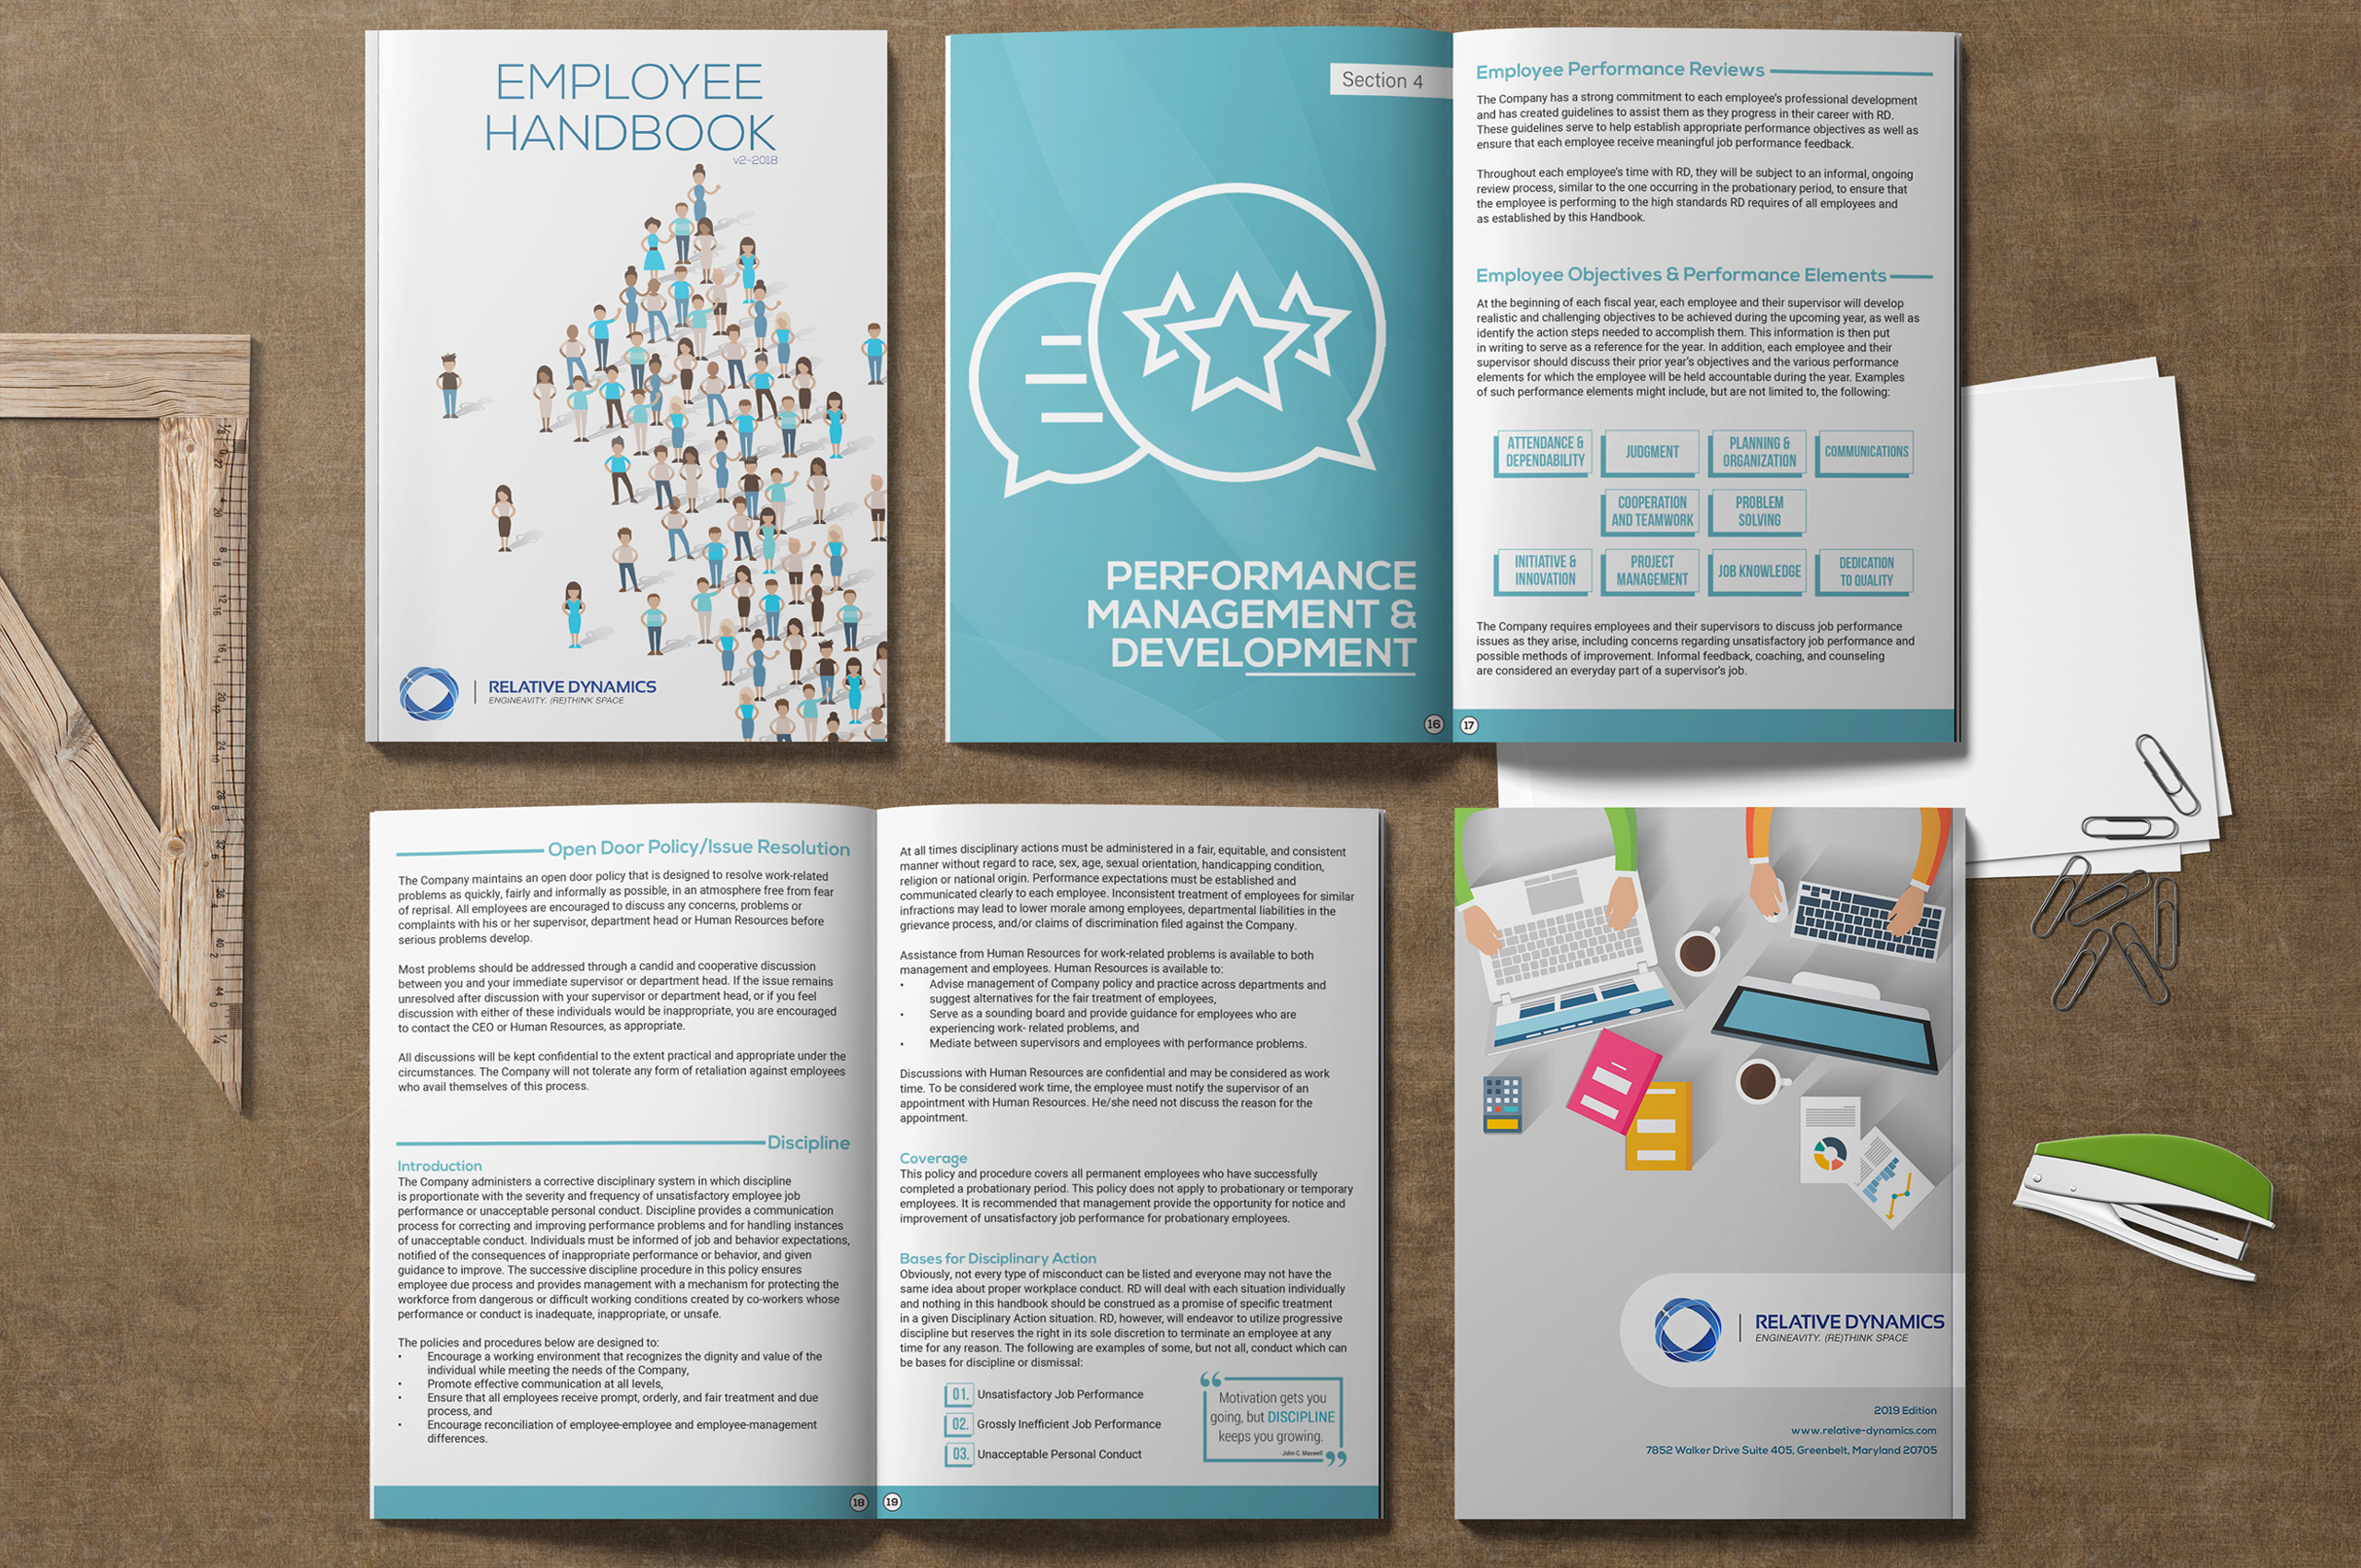 EMPLOYEE
HANDBOOK
v2-2018
RELATIVE DYNAMICS
ENGINEAVITY. (RE)THINK SPACE
Section 4
PERFORMANCE
MANAGEMENT &
DEVELOPMENT
16
Employee Performance Reviews
The Company has a strong commitment to each employee's professional development
and has created guidelines to assist them as they progress in their career with RD.
These guidelines serve to help establish appropriate performance objectives as well as
ensure that each employee receive meaningful job performance feedback.
Throughout each employee's time with RD, they will be subject to an informal, ongoing
review process, similar to the one occurring in the probationary period, to ensure that
the employee is performing to the high standards RD requires of all employees and
as established by this Handbook.
Employee Objectives & Performance Elements
At the beginning of each fiscal year, each employee and their supervisor will develop
realistic and challenging objectives to be achieved during the upcoming year, as well as
identify the action steps needed to accomplish them. This information is then put
in writing to serve as a reference for the year. In addition, each employee and their
supervisor should discuss their prior year's objectives and the various performance
elements for which the employee will be held accountable during the year. Examples
of such performance elements might include, but are not limited to, the following:
ATTENDANCE &
DEPENDABILITY
JUDGMENT
PLANNING &
ORGANIZATION
COMMUNICATIONS
COOPERATION
AND TEAMWORK
PROBLEM
SOLVING
INITIATIVE &
INNOVATION
PROJECT
MANAGEMENT
JOB KNOWLEDGE
DEDICATION
TO QUALITY
The Company requires employees and their supervisors to discuss job performance
issues as they arise, including concerns regarding unsatisfactory job performance and
possible methods of improvement. Informal feedback, coaching, and counseling
are considered an everyday part of a supervisor's job.
17
Open Door Policy/Issue Resolution
The Company maintains an open door policy that is designed to resolve work-related
problems as quickly, fairly and informally as possible, in an atmosphere free from fear
of reprisal. All employees are encouraged to discuss any concerns, problems or
complaints with his or her supervisor, department head or Human Resources before
serious problems develop.
Most problems should be addressed through a candid and cooperative discussion
between you and your immediate supervisor or department head. If the issue remains
unresolved after discussion with your supervisor or department head, or if you feel
discussion with either of these individuals would be inappropriate, you are encouraged
to contact the CEO or Human Resources, as appropriate.
All discussions will be kept confidential to the extent practical and appropriate under the
circumstances. The Company will not tolerate any form of retaliation against employees
who avail themselves of this process.
Discipline
Introduction
The Company administers a corrective disciplinary system in which discipline
is proportionate with the severity and frequency of unsatisfactory employee job
performance or unacceptable personal conduct. Discipline provides a communication
process for correcting and improving performance problems and for handling instances
of unacceptable conduct. Individuals must be informed of job and behavior expectations,
notified of the consequences of inappropriate performance or behavior, and given
guidance to improve. The successive discipline procedure in this policy ensures
employee due process and provides management with a mechanism for protecting the
workforce from dangerous or difficult working conditions created by co-workers whose
performance or conduct is inadequate, inappropriate, or unsafe.
The policies and procedures below are designed to:
• Encourage a working environment that recognizes the dignity and value of the
individual while meeting the needs of the Company,
• Promote effective communication at all levels,
• Ensure that all employees receive prompt, orderly, and fair treatment and due
process, and
• Encourage reconciliation of employee-employee and employee-management
differences.
18
At all times disciplinary actions must be administered in a fair, equitable, and consistent
manner without regard to race, sex, age, sexual orientation, handicapping condition,
religion or national origin. Performance expectations must be established and
communicated clearly to each employee. Inconsistent treatment of employees for similar
infractions may lead to lower morale among employees, departmental liabilities in the
grievance process, and/or claims of discrimination filed against the Company.
Assistance from Human Resources for work-related problems is available to both
management and employees. Human Resources is available to:
• Advise management of Company policy and practice across departments and
suggest alternatives for the fair treatment of employees,
• Serve as a sounding board and provide guidance for employees who are
experiencing work- related problems, and
• Mediate between supervisors and employees with performance problems.
Discussions with Human Resources are confidential and may be considered as work
time. To be considered work time, the employee must notify the supervisor of an
appointment with Human Resources. He/she need not discuss the reason for the
appointment.
Coverage
This policy and procedure covers all permanent employees who have successfully
completed a probationary period. This policy does not apply to probationary or temporary
employees. It is recommended that management provide the opportunity for notice and
improvement of unsatisfactory job performance for probationary employees.
Bases for Disciplinary Action
Obviously, not every type of misconduct can be listed and everyone may not have the
same idea about proper workplace conduct. RD will deal with each situation individually
and nothing in this handbook should be construed as a promise of specific treatment
in a given Disciplinary Action situation. RD, however, will endeavor to utilize progressive
discipline but reserves the right in its sole discretion to terminate an employee at any
time for any reason. The following are examples of some, but not all, conduct which can
be bases for discipline or dismissal:
01. Unsatisfactory Job Performance
02. Grossly Inefficient Job Performance
03. Unacceptable Personal Conduct
“ Motivation gets you
going, but DISCIPLINE
keeps you growing.
- John C. Maxwell ”
19
RELATIVE DYNAMICS
ENGINEAVITY. (RE)THINK SPACE
2019 Edition
www.relative-dynamics.com
7852 Walker Drive Suite 405, Greenbelt, Maryland 20705